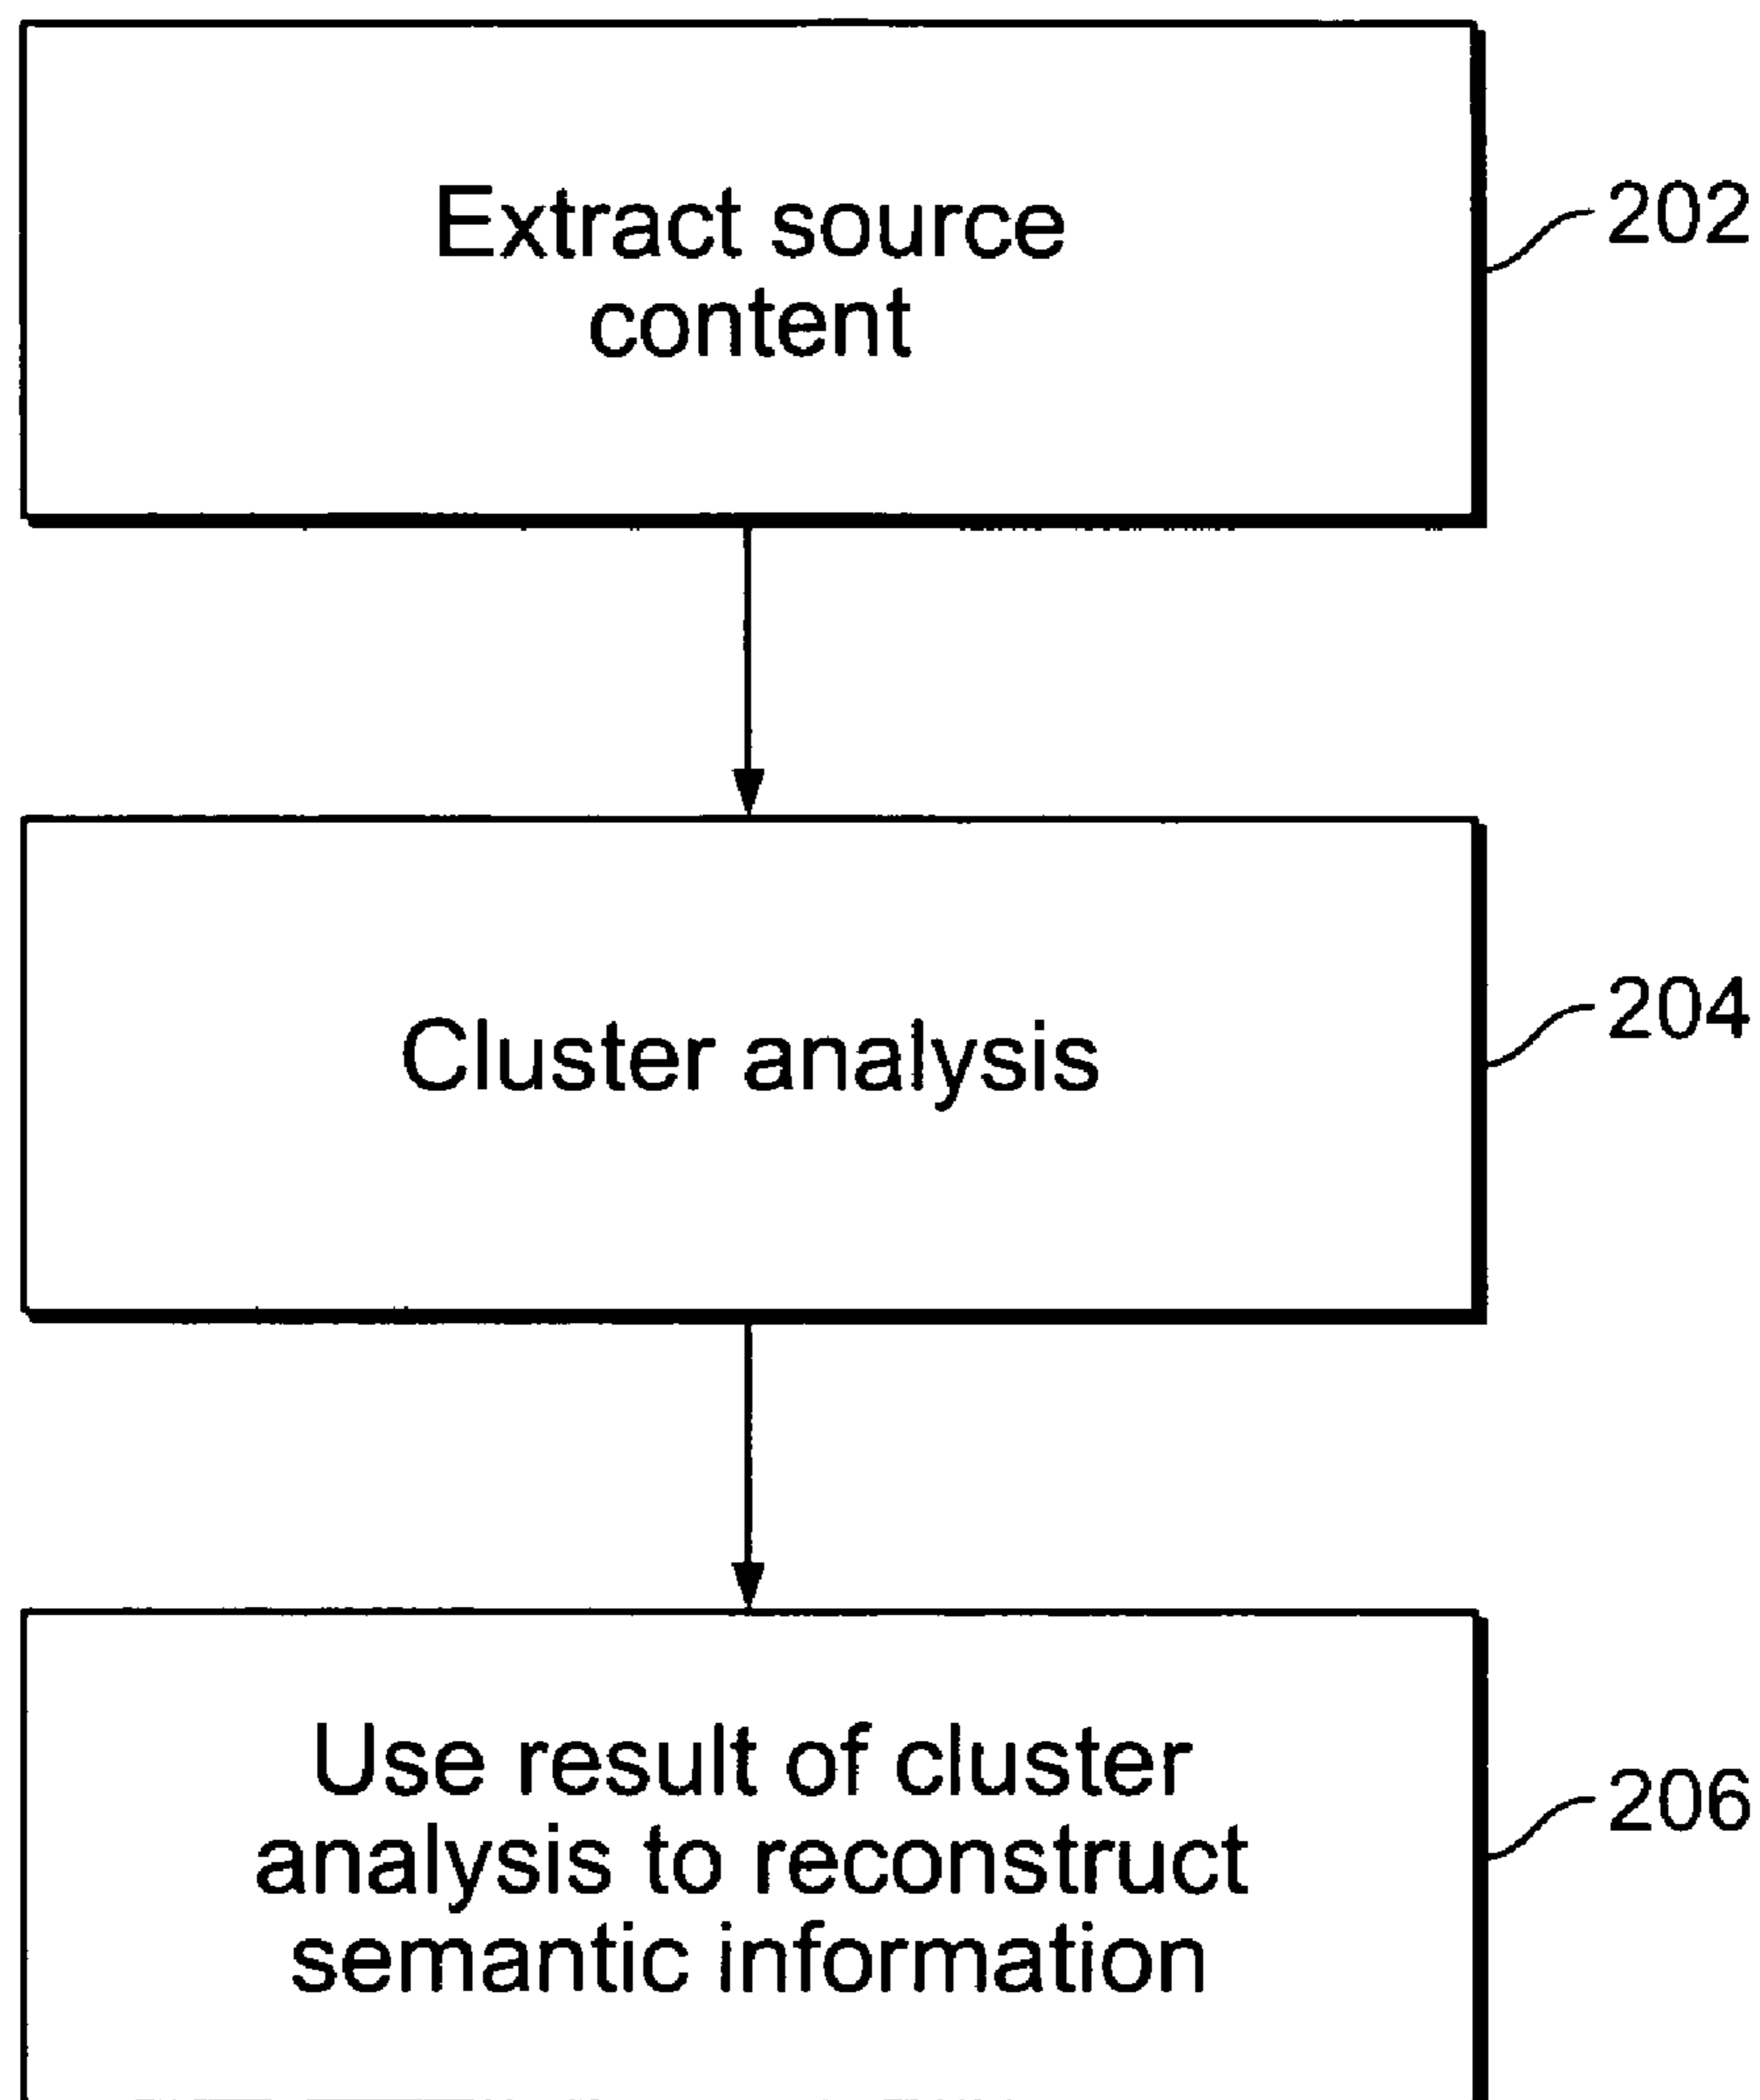 Extract source
content
202
Cluster analysis
204
Use result of cluster
analysis to reconstruct
semantic information
206